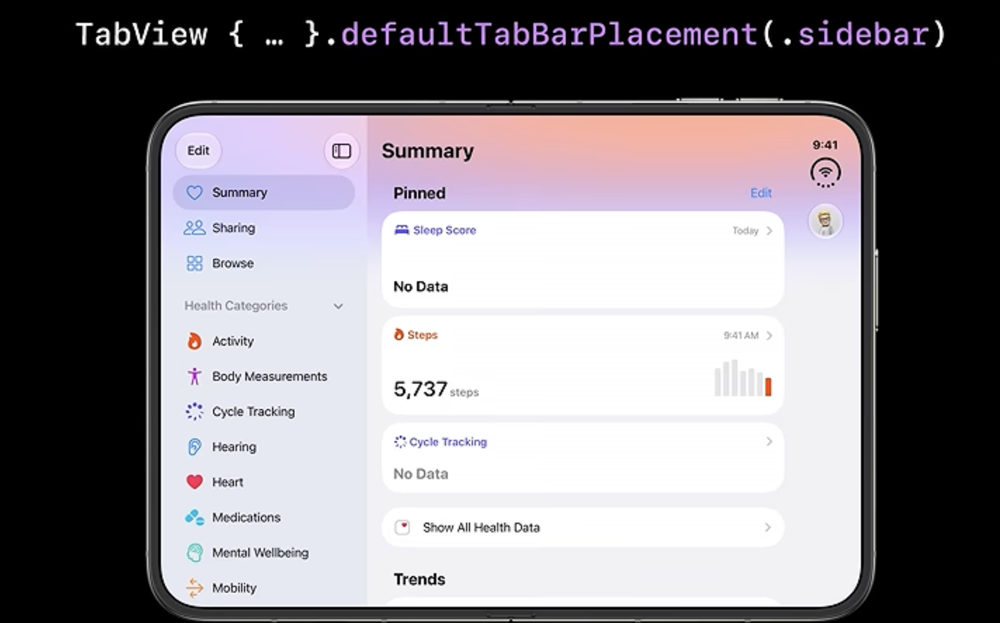 TabView { … }.defaultTabBarPlacement(.sidebar)
Edit
Summary
Sharing
Browse
Health Categories
Activity
Body Measurements
Cycle Tracking
Hearing
Heart
Medications
Mental Wellbeing
Mobility
Summary
9:41
Pinned
Edit
Sleep Score
Today
No Data
Steps
9:41 AM
5,737 steps
Cycle Tracking
No Data
Show All Health Data
Trends